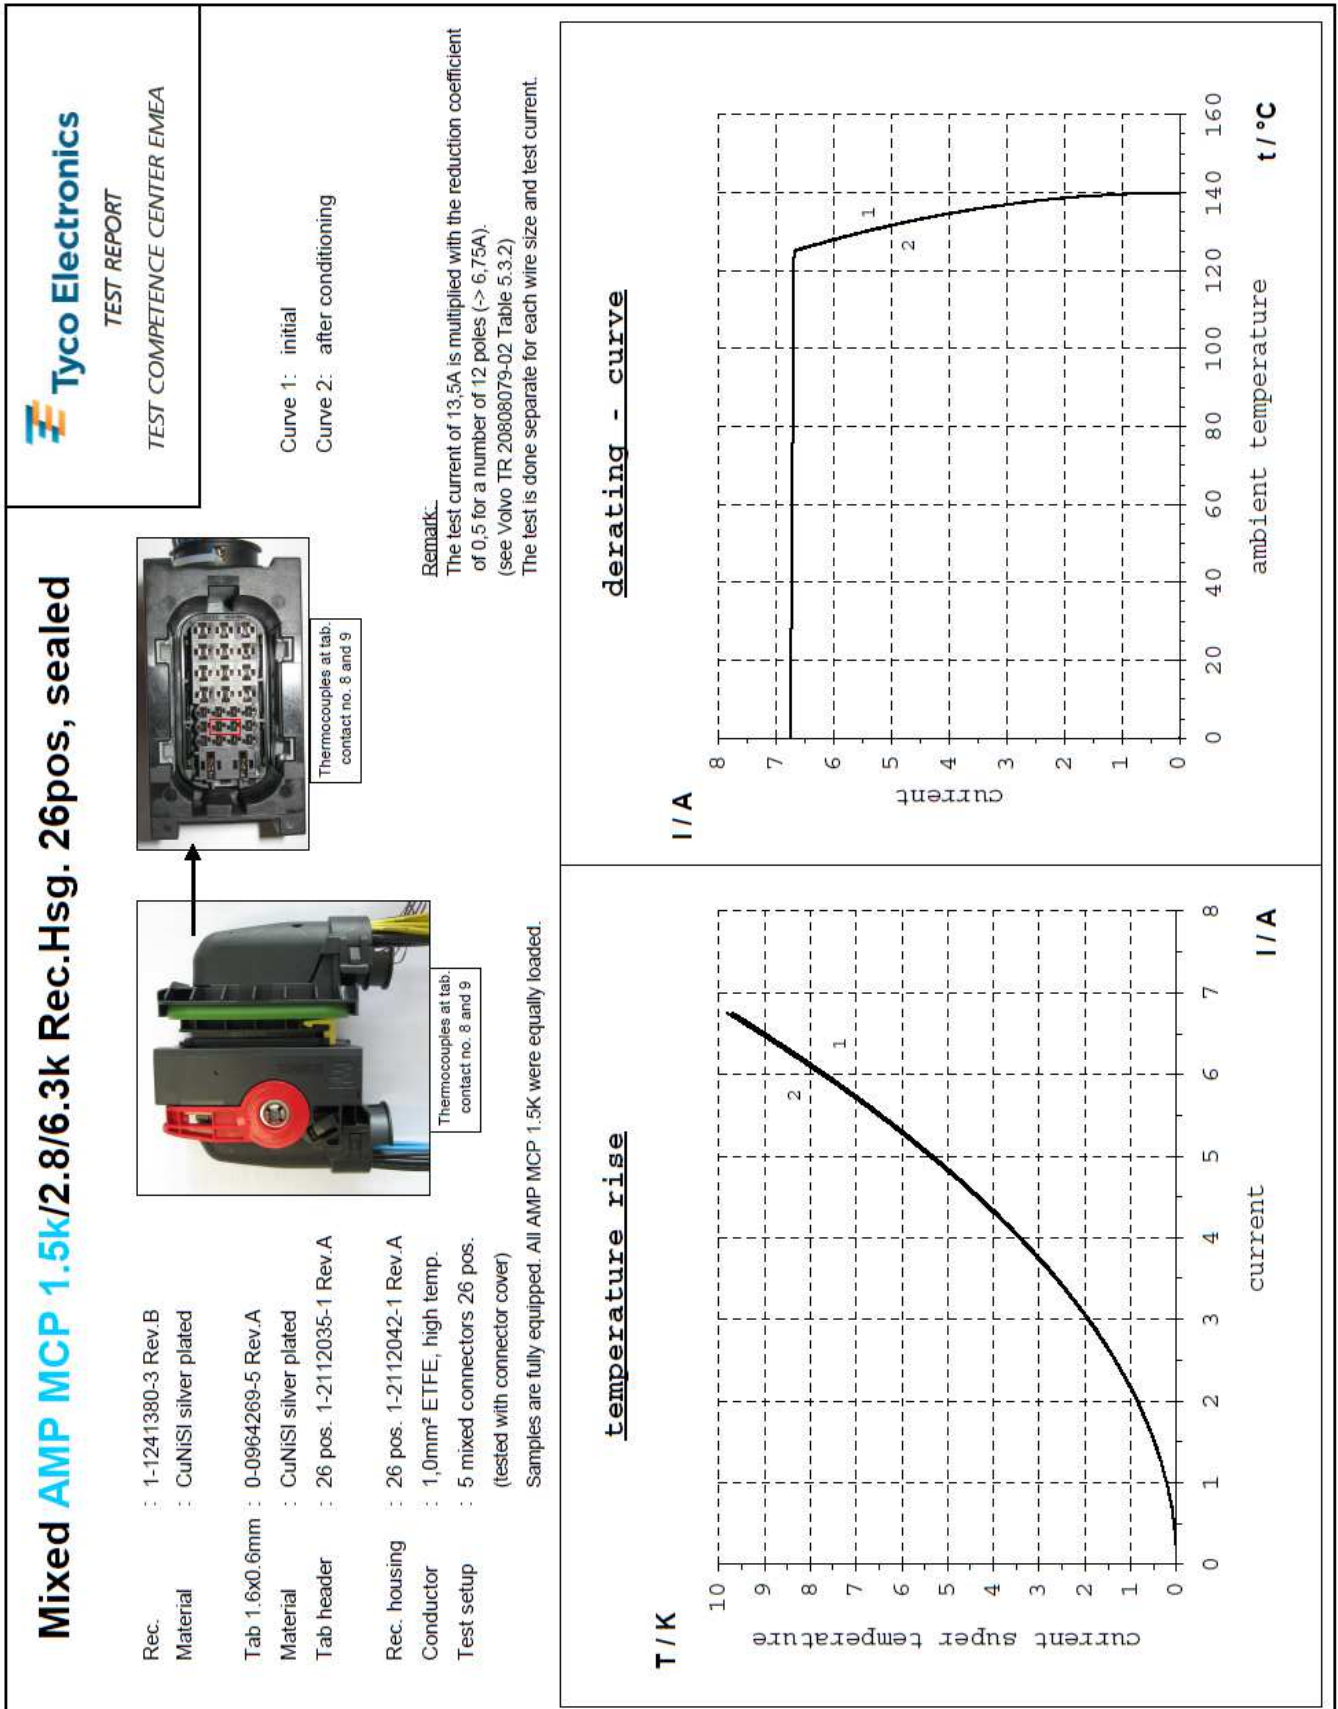 Mixed AMP MCP 1.5k/2.8/6.3k Rec.Hsg. 26pos, sealed
Tyco Electronics
TEST REPORT
TEST COMPETENCE CENTER EMEA
Rec. : 1-1241380-3 Rev.B
Material : CuNiSI silver plated
Tab 1.6x0.6mm : 0-0964269-5 Rev.A
Material : CuNiSI silver plated
Tab header : 26 pos. 1-2112035-1 Rev.A
Rec. housing : 26 pos. 1-2112042-1 Rev.A
Conductor : 1,0mm² ETFE, high temp.
Test setup : 5 mixed connectors 26 pos.
(tested with connector cover)
Samples are fully equipped. All AMP MCP 1.5K were equally loaded.
Thermocouples at tab.
contact no. 8 and 9
Thermocouples at tab.
contact no. 8 and 9
Curve 1: initial
Curve 2: after conditioning
Remark:
The test current of 13,5A is multiplied with the reduction coefficient
of 0,5 for a number of 12 poles (-> 6,75A).
(see Volvo TR 20808079-02 Table 5.3.2)
The test is done separate for each wire size and test current.
temperature rise
T / K
current super temperature
10
9
8
7
6
5
4
3
2
1
0
2
1
0 1 2 3 4 5 6 7 8
current
I / A
derating - curve
I / A
current
8
7
6
5
4
3
2
1
0
1
2
0 20 40 60 80 100 120 140 160
ambient temperature
t / °C